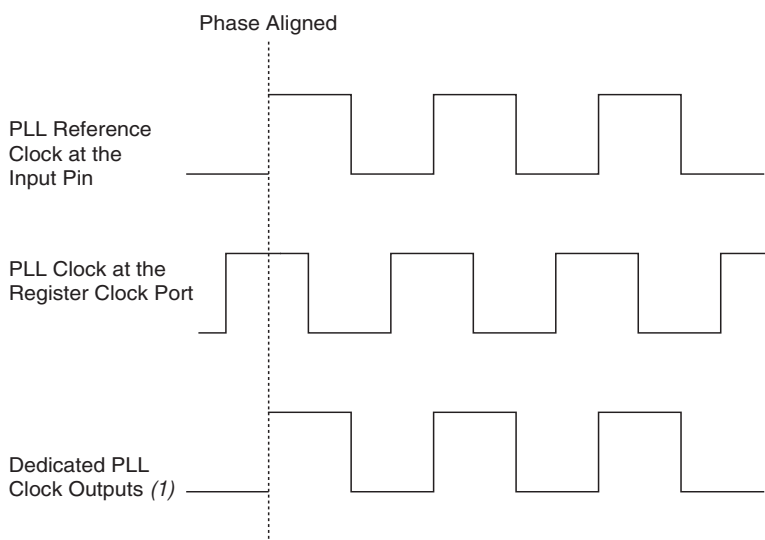 Phase Aligned
PLL Reference
Clock at the
Input Pin
PLL Clock at the
Register Clock Port
Dedicated PLL
Clock Outputs (1)